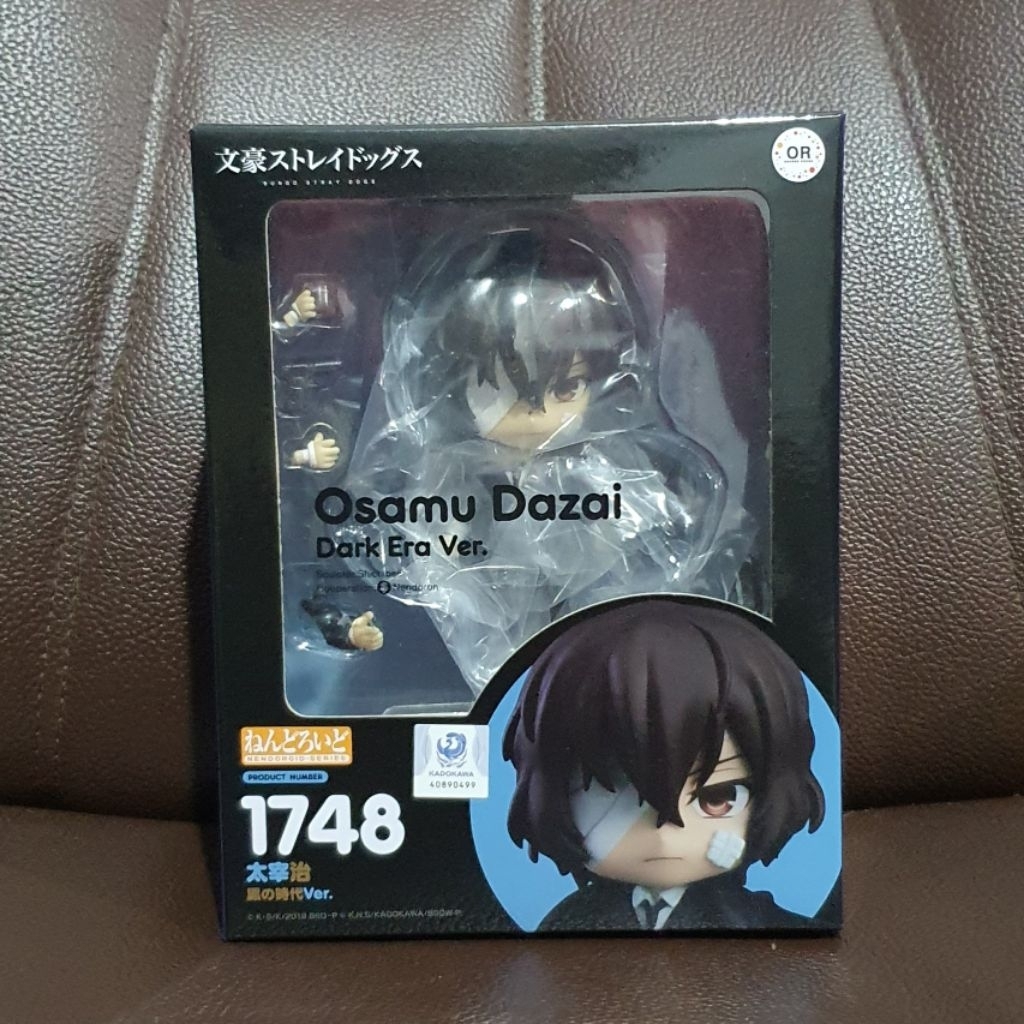 文豪ストレイドッグス
BUNGO STRAY DOGS
OR
Osamu Dazai
Dark Era Ver.
Nendoron
ねんどろいど
NENDOROID SERIES
PRODUCT NUMBER
1748
太宰治
黒の時代Ver.
KADOKAWA
40890499